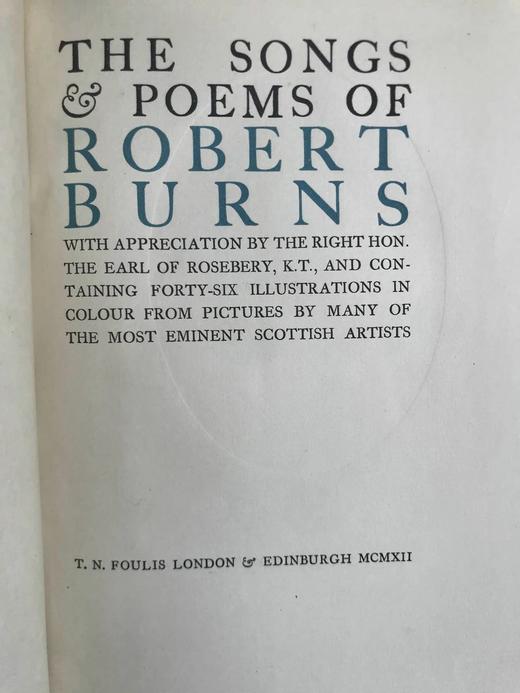 THE SONGS
& POEMS OF
ROBERT
BURNS
WITH APPRECIATION BY THE RIGHT HON.
THE EARL OF ROSEBERY, K.T., AND CON-
TAINING FORTY-SIX ILLUSTRATIONS IN
COLOUR FROM PICTURES BY MANY OF
THE MOST EMINENT SCOTTISH ARTISTS
T. N. FOULIS LONDON & EDINBURGH MCMXII